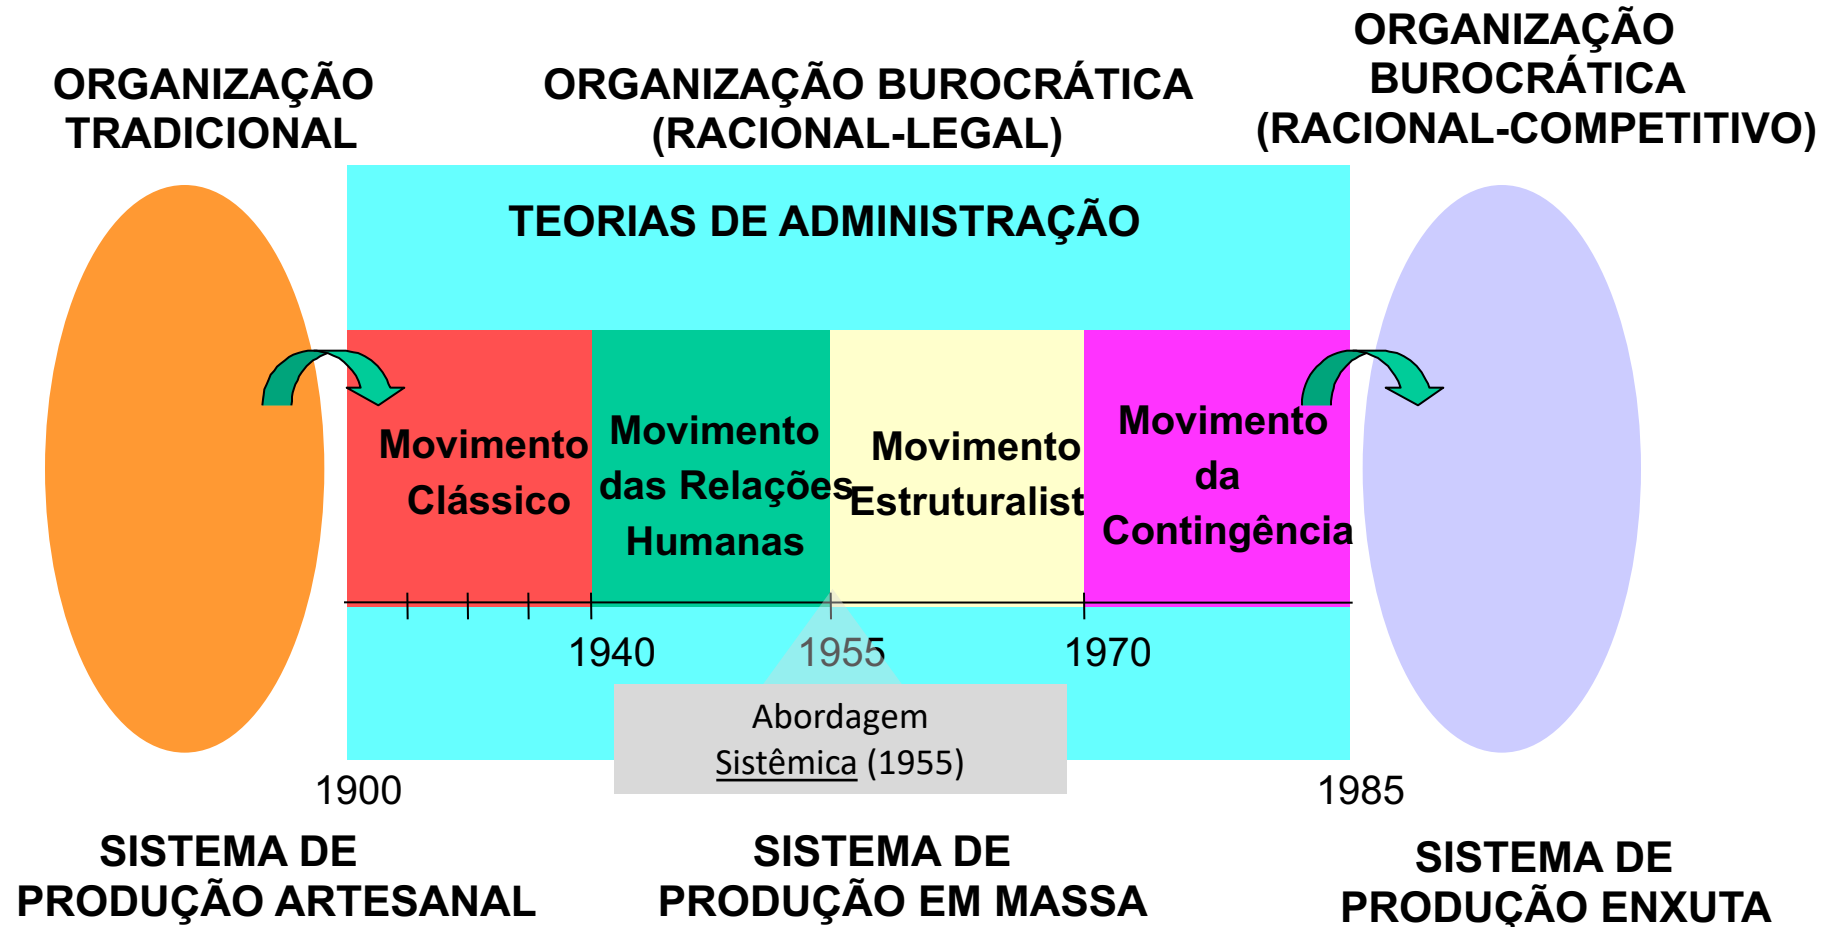 ORGANIZAÇÃO
TRADICIONAL
ORGANIZAÇÃO BUROCRÁTICA
(RACIONAL-LEGAL)
ORGANIZAÇÃO
BUROCRÁTICA
(RACIONAL-COMPETITIVO)
TEORIAS DE ADMINISTRAÇÃO
Movimento
Clássico
Movimento
das Relações
Humanas
Movimento
Estruturalist
Movimento
da
Contingência
1940
1955
1970
Abordagem
Sistêmica (1955)
1900
1985
SISTEMA DE
PRODUÇÃO ARTESANAL
SISTEMA DE
PRODUÇÃO EM MASSA
SISTEMA DE
PRODUÇÃO ENXUTA